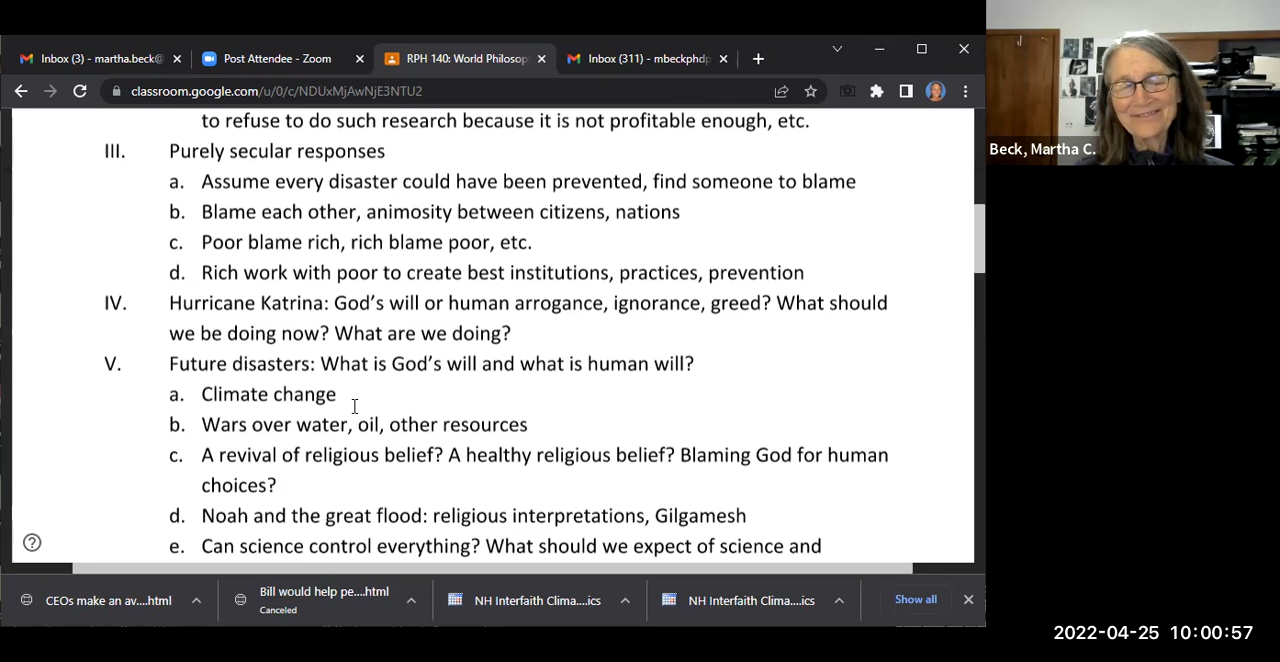 Inbox (3) - martha.beck@
Post Attendee - Zoom
RPH 140: World Philosop
Inbox (311) - mbeckphdp
classroom.google.com/u/0/c/NDUxMjAwNjE3NTU2
to refuse to do such research because it is not profitable enough, etc.
III. Purely secular responses
a. Assume every disaster could have been prevented, find someone to blame
b. Blame each other, animosity between citizens, nations
c. Poor blame rich, rich blame poor, etc.
d. Rich work with poor to create best institutions, practices, prevention
IV. Hurricane Katrina: God's will or human arrogance, ignorance, greed? What should
we be doing now? What are we doing?
V. Future disasters: What is God's will and what is human will?
a. Climate change
b. Wars over water, oil, other resources
c. A revival of religious belief? A healthy religious belief? Blaming God for human
choices?
d. Noah and the great flood: religious interpretations, Gilgamesh
e. Can science control everything? What should we expect of science and
CEOs make an av....html
Bill would help pe....html
Canceled
NH Interfaith Clima....ics
NH Interfaith Clima....ics
Show all
Beck, Martha C.
2022-04-25 10:00:57